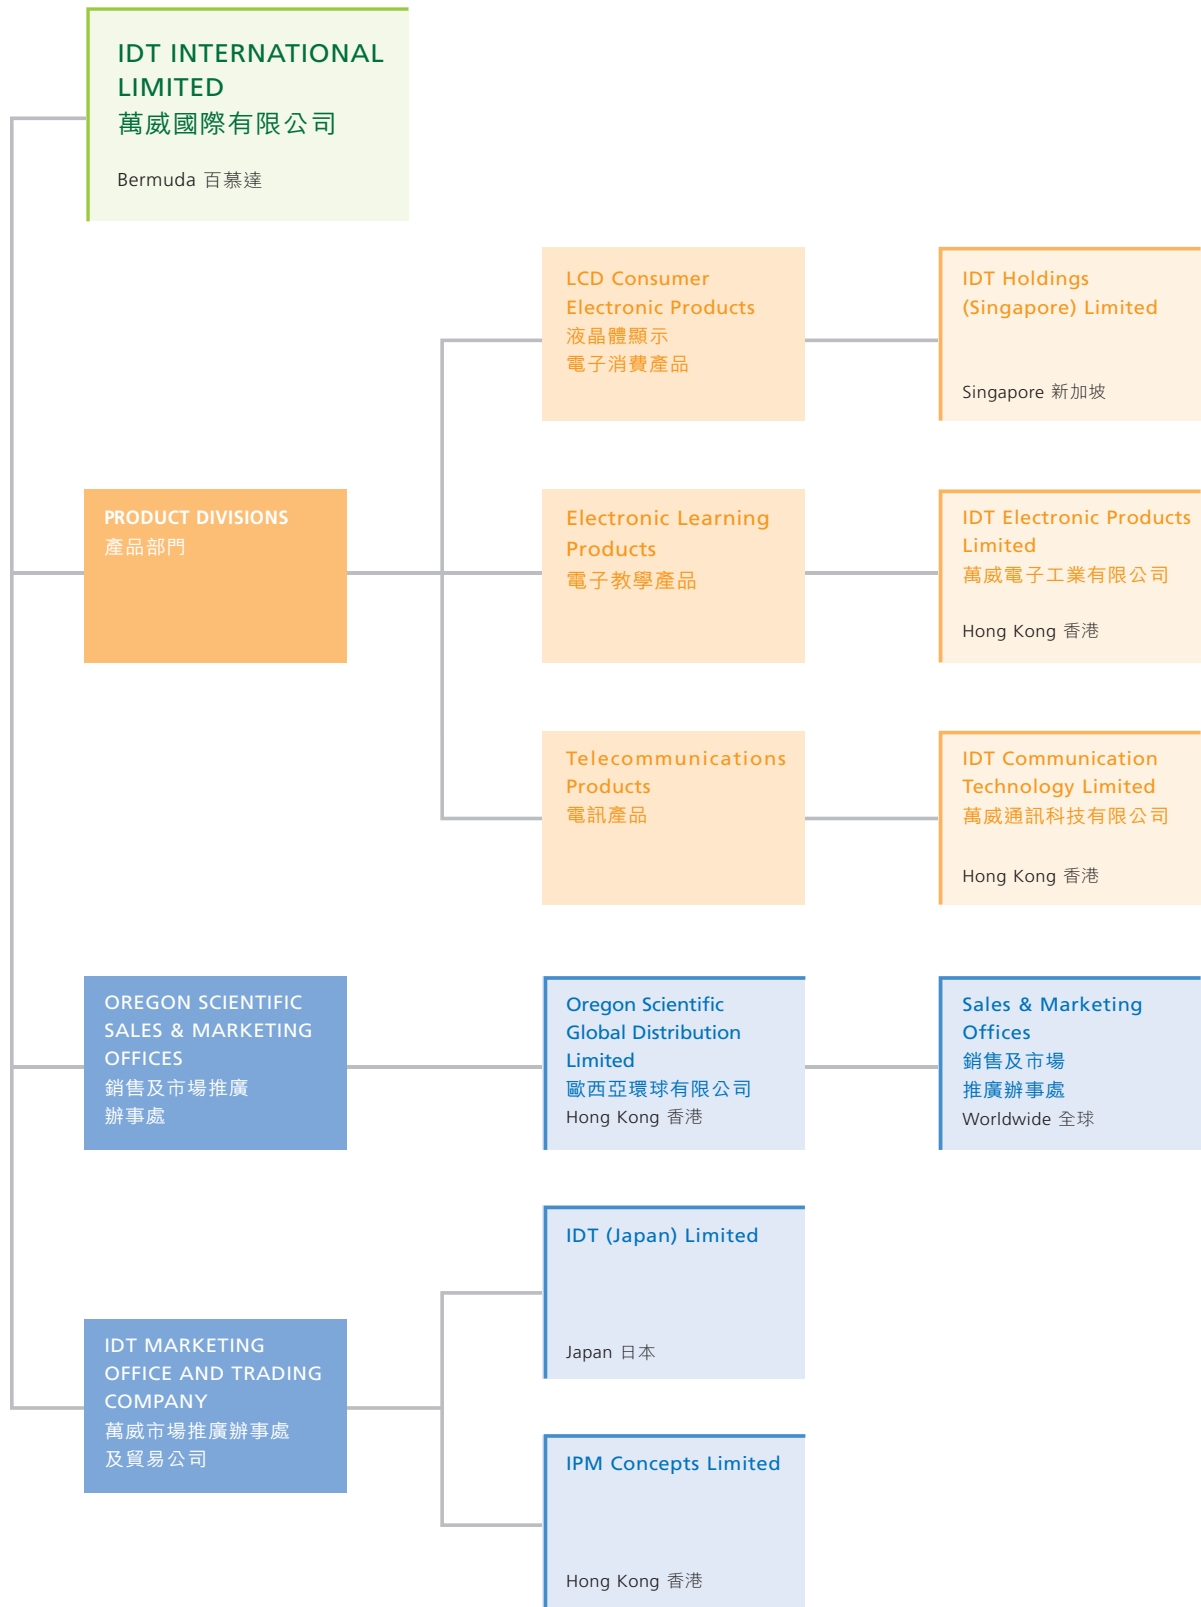 IDT INTERNATIONAL
LIMITED
萬威國際有限公司
Bermuda 百慕達
PRODUCT DIVISIONS
產品部門
LCD Consumer
Electronic Products
液晶體顯示
電子消費產品
IDT Holdings
(Singapore) Limited
Singapore 新加坡
Electronic Learning
Products
電子教學產品
IDT Electronic Products
Limited
萬威電子工業有限公司
Hong Kong 香港
Telecommunications
Products
電訊產品
IDT Communication
Technology Limited
萬威通訊科技有限公司
Hong Kong 香港
OREGON SCIENTIFIC
SALES & MARKETING
OFFICES
銷售及市場推廣
辦事處
Oregon Scientific
Global Distribution
Limited
歐西亞環球有限公司
Hong Kong 香港
Sales & Marketing
Offices
銷售及市場
推廣辦事處
Worldwide 全球
IDT MARKETING
OFFICE AND TRADING
COMPANY
萬威市場推廣辦事處
及貿易公司
IDT (Japan) Limited
Japan 日本
IPM Concepts Limited
Hong Kong 香港